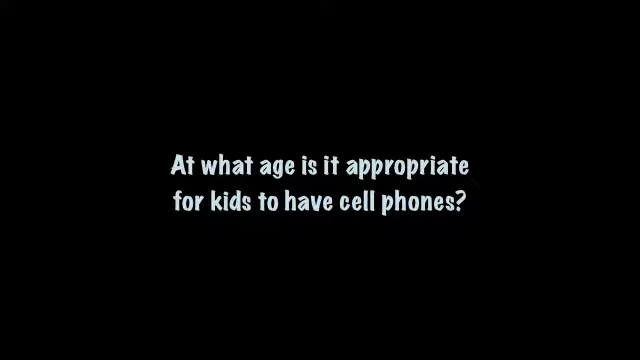 At what age is it appropriate
for kids to have cell phones?